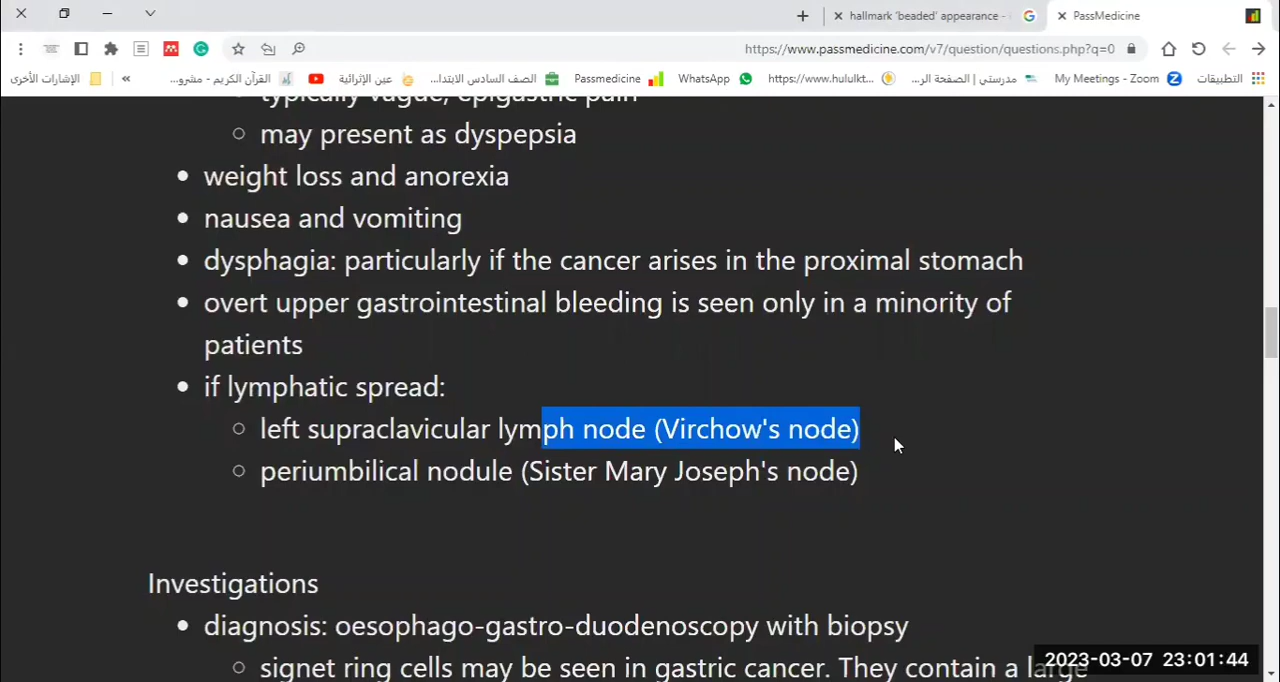 hallmark 'beaded' appearance -
PassMedicine
https://www.passmedicine.com/v7/question/questions.php?q=0
الإشارات الأخرى
«
القرآن الكريم - مشرو...
عين الإثرائية
الصف السادس الابتدا...
Passmedicine
WhatsApp
https://www.hululkt...
مدرستي | الصفحة الر...
My Meetings - Zoom
التطبيقات
typically vague, epigastric pain
may present as dyspepsia
weight loss and anorexia
nausea and vomiting
dysphagia: particularly if the cancer arises in the proximal stomach
overt upper gastrointestinal bleeding is seen only in a minority of
patients
if lymphatic spread:
left supraclavicular lymph node (Virchow's node)
periumbilical nodule (Sister Mary Joseph's node)
Investigations
diagnosis: oesophago-gastro-duodenoscopy with biopsy
signet ring cells may be seen in gastric cancer. They contain a large
2023-03-07 23:01:44